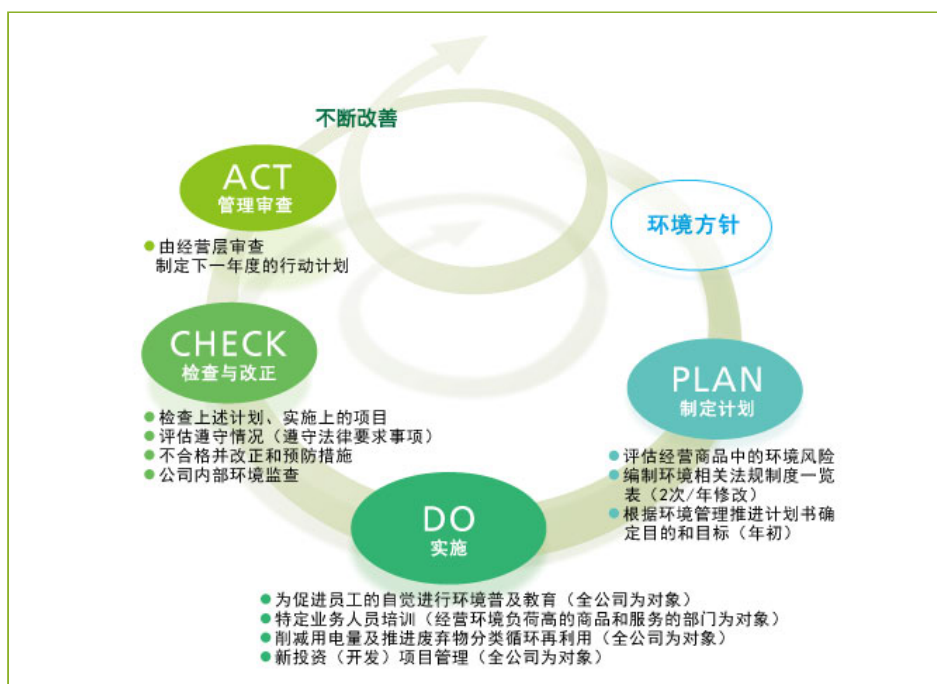 不断改善
环境方针
PLAN
制定计划
●评估经营商品中的环境风险
●编制环境相关法规制度一览
表（2次/年修改）
●根据环境管理推进计划书确
定目的和目标（年初）
DO
实施
●为促进员工的自觉进行环境普及教育（全公司为对象）
●特定业务人员培训（经营环境负荷高的商品和服务的部门为对象）
●削减用电量及推进废弃物分类循环再利用（全公司为对象）
●新投资（开发）项目管理（全公司为对象）
CHECK
检查与改正
●检查上述计划、实施上的项目
●评估遵守情况（遵守法律要求事项）
●不合格并改正和预防措施
●公司内部环境监查
ACT
管理审查
●由经营层审查
制定下一年度的行动计划